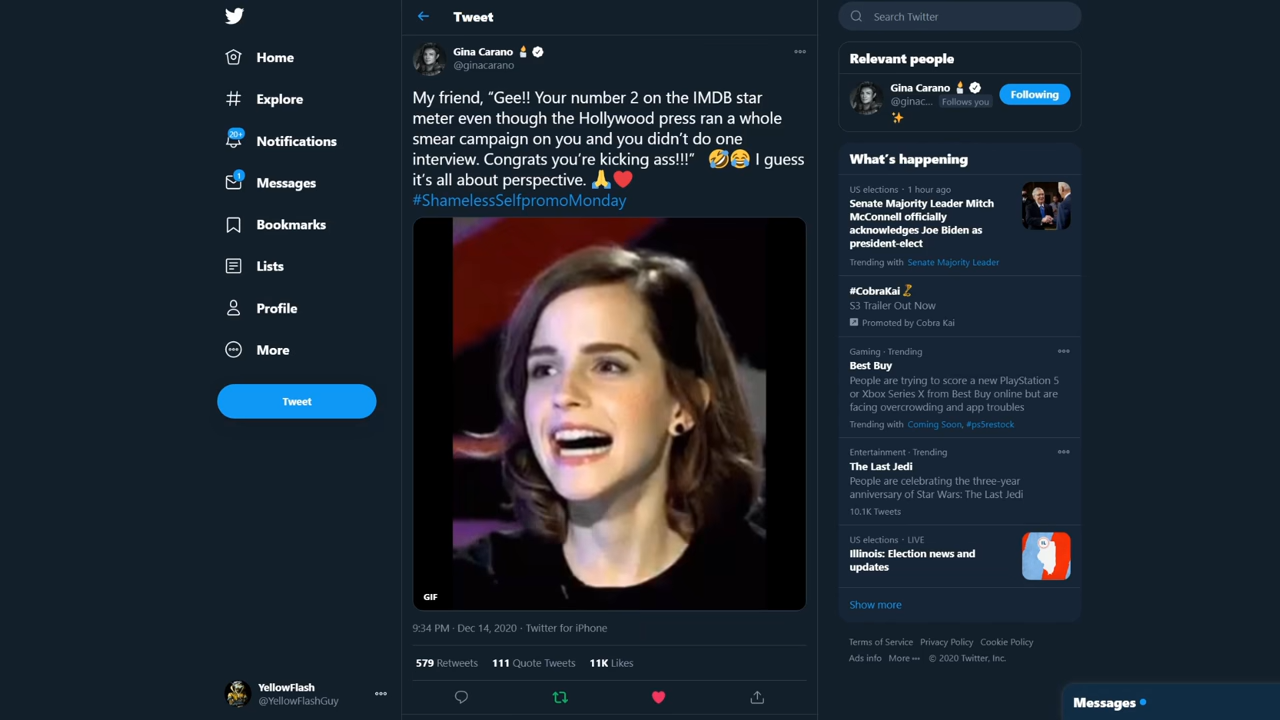 Home
Explore
20+
Notifications
1
Messages
Bookmarks
Lists
Profile
More
Tweet
YellowFlash
@YellowFlashGuy
Tweet
Gina Carano
@ginacarano
My friend, “Gee!! Your number 2 on the IMDB star
meter even though the Hollywood press ran a whole
smear campaign on you and you didn’t do one
interview. Congrats you’re kicking ass!!!” 🤣😂 I guess
it’s all about perspective. 🙏❤️
#ShamelessSelfpromoMonday
GIF
9:34 PM · Dec 14, 2020 · Twitter for iPhone
579 Retweets 111 Quote Tweets 11K Likes
Search Twitter
Relevant people
Gina Carano
@ginac... Follows you
Following
What’s happening
US elections · 1 hour ago
Senate Majority Leader Mitch
McConnell officially
acknowledges Joe Biden as
president-elect
Trending with Senate Majority Leader
#CobraKai
S3 Trailer Out Now
Promoted by Cobra Kai
Gaming · Trending
Best Buy
People are trying to score a new PlayStation 5
or Xbox Series X from Best Buy online but are
facing overcrowding and app troubles
Trending with Coming Soon, #ps5restock
Entertainment · Trending
The Last Jedi
People are celebrating the three-year
anniversary of Star Wars: The Last Jedi
10.1K Tweets
US elections · LIVE
Illinois: Election news and
updates
Show more
Terms of Service Privacy Policy Cookie Policy
Ads info More ••• © 2020 Twitter, Inc.
Messages